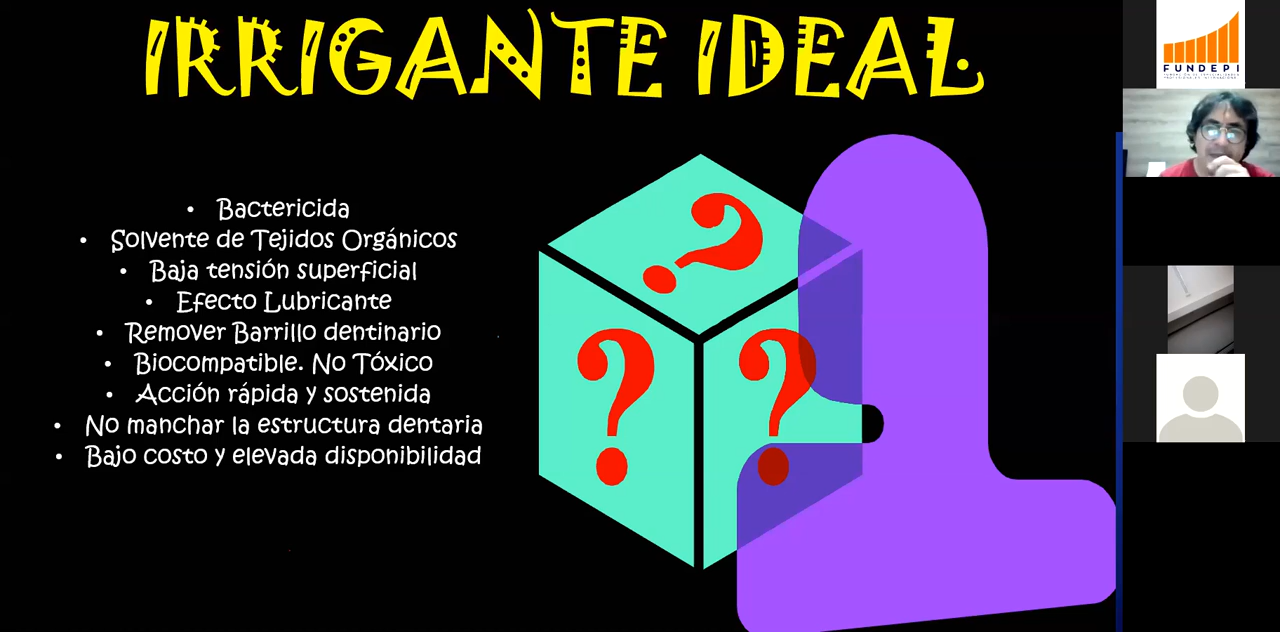 IRRIGANTE IDEAL
• Bactericida
• Solvente de Tejidos Orgánicos
• Baja tensión superficial
• Efecto Lubricante
• Remover Barrillo dentinario
• Biocompatible. No Tóxico
• Acción rápida y sostenida
• No manchar la estructura dentaria
• Bajo costo y elevada disponibilidad
? ? ?
FUNDEPI